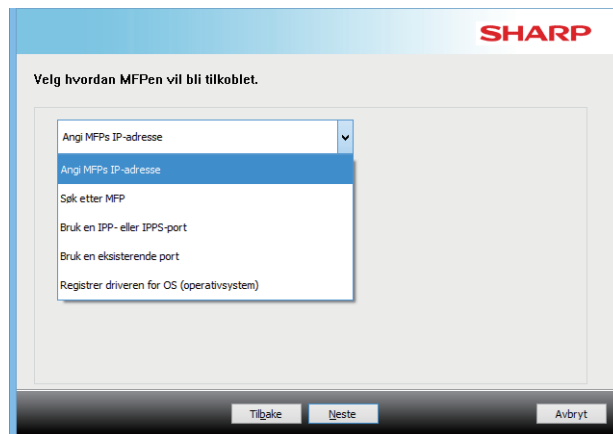 SHARP
Velg hvordan MFPen vil bli tilkoblet.
Angi MFPs IP-adresse
Angi MFPs IP-adresse
Søk etter MFP
Bruk en IPP- eller IPPS-port
Bruk en eksisterende port
Registrer driveren for OS (operativsystem)
Tilbake Neste Avbryt